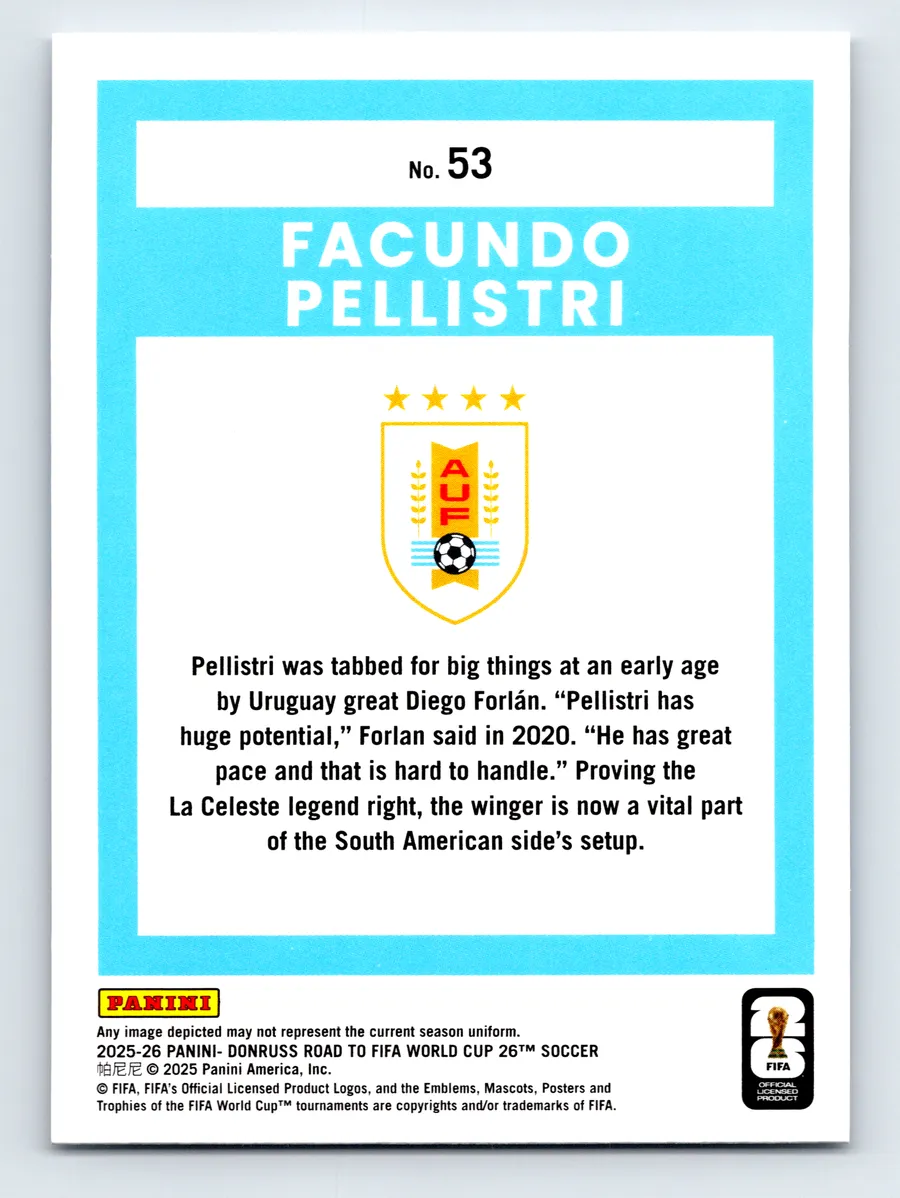 No. 53
FACUNDO
PELLISTRI
AUF
Pellistri was tabbed for big things at an early age
by Uruguay great Diego Forlán. “Pellistri has
huge potential,” Forlan said in 2020. “He has great
pace and that is hard to handle.” Proving the
La Celeste legend right, the winger is now a vital part
of the South American side’s setup.
PANINI
Any image depicted may not represent the current season uniform.
2025-26 PANINI- DONRUSS ROAD TO FIFA WORLD CUP 26™ SOCCER
帕尼尼 © 2025 Panini America, Inc.
© FIFA, FIFA's Official Licensed Product Logos, and the Emblems, Mascots, Posters and
Trophies of the FIFA World Cup™ tournaments are copyrights and/or trademarks of FIFA.
26
FIFA
OFFICIAL
LICENSED
PRODUCT